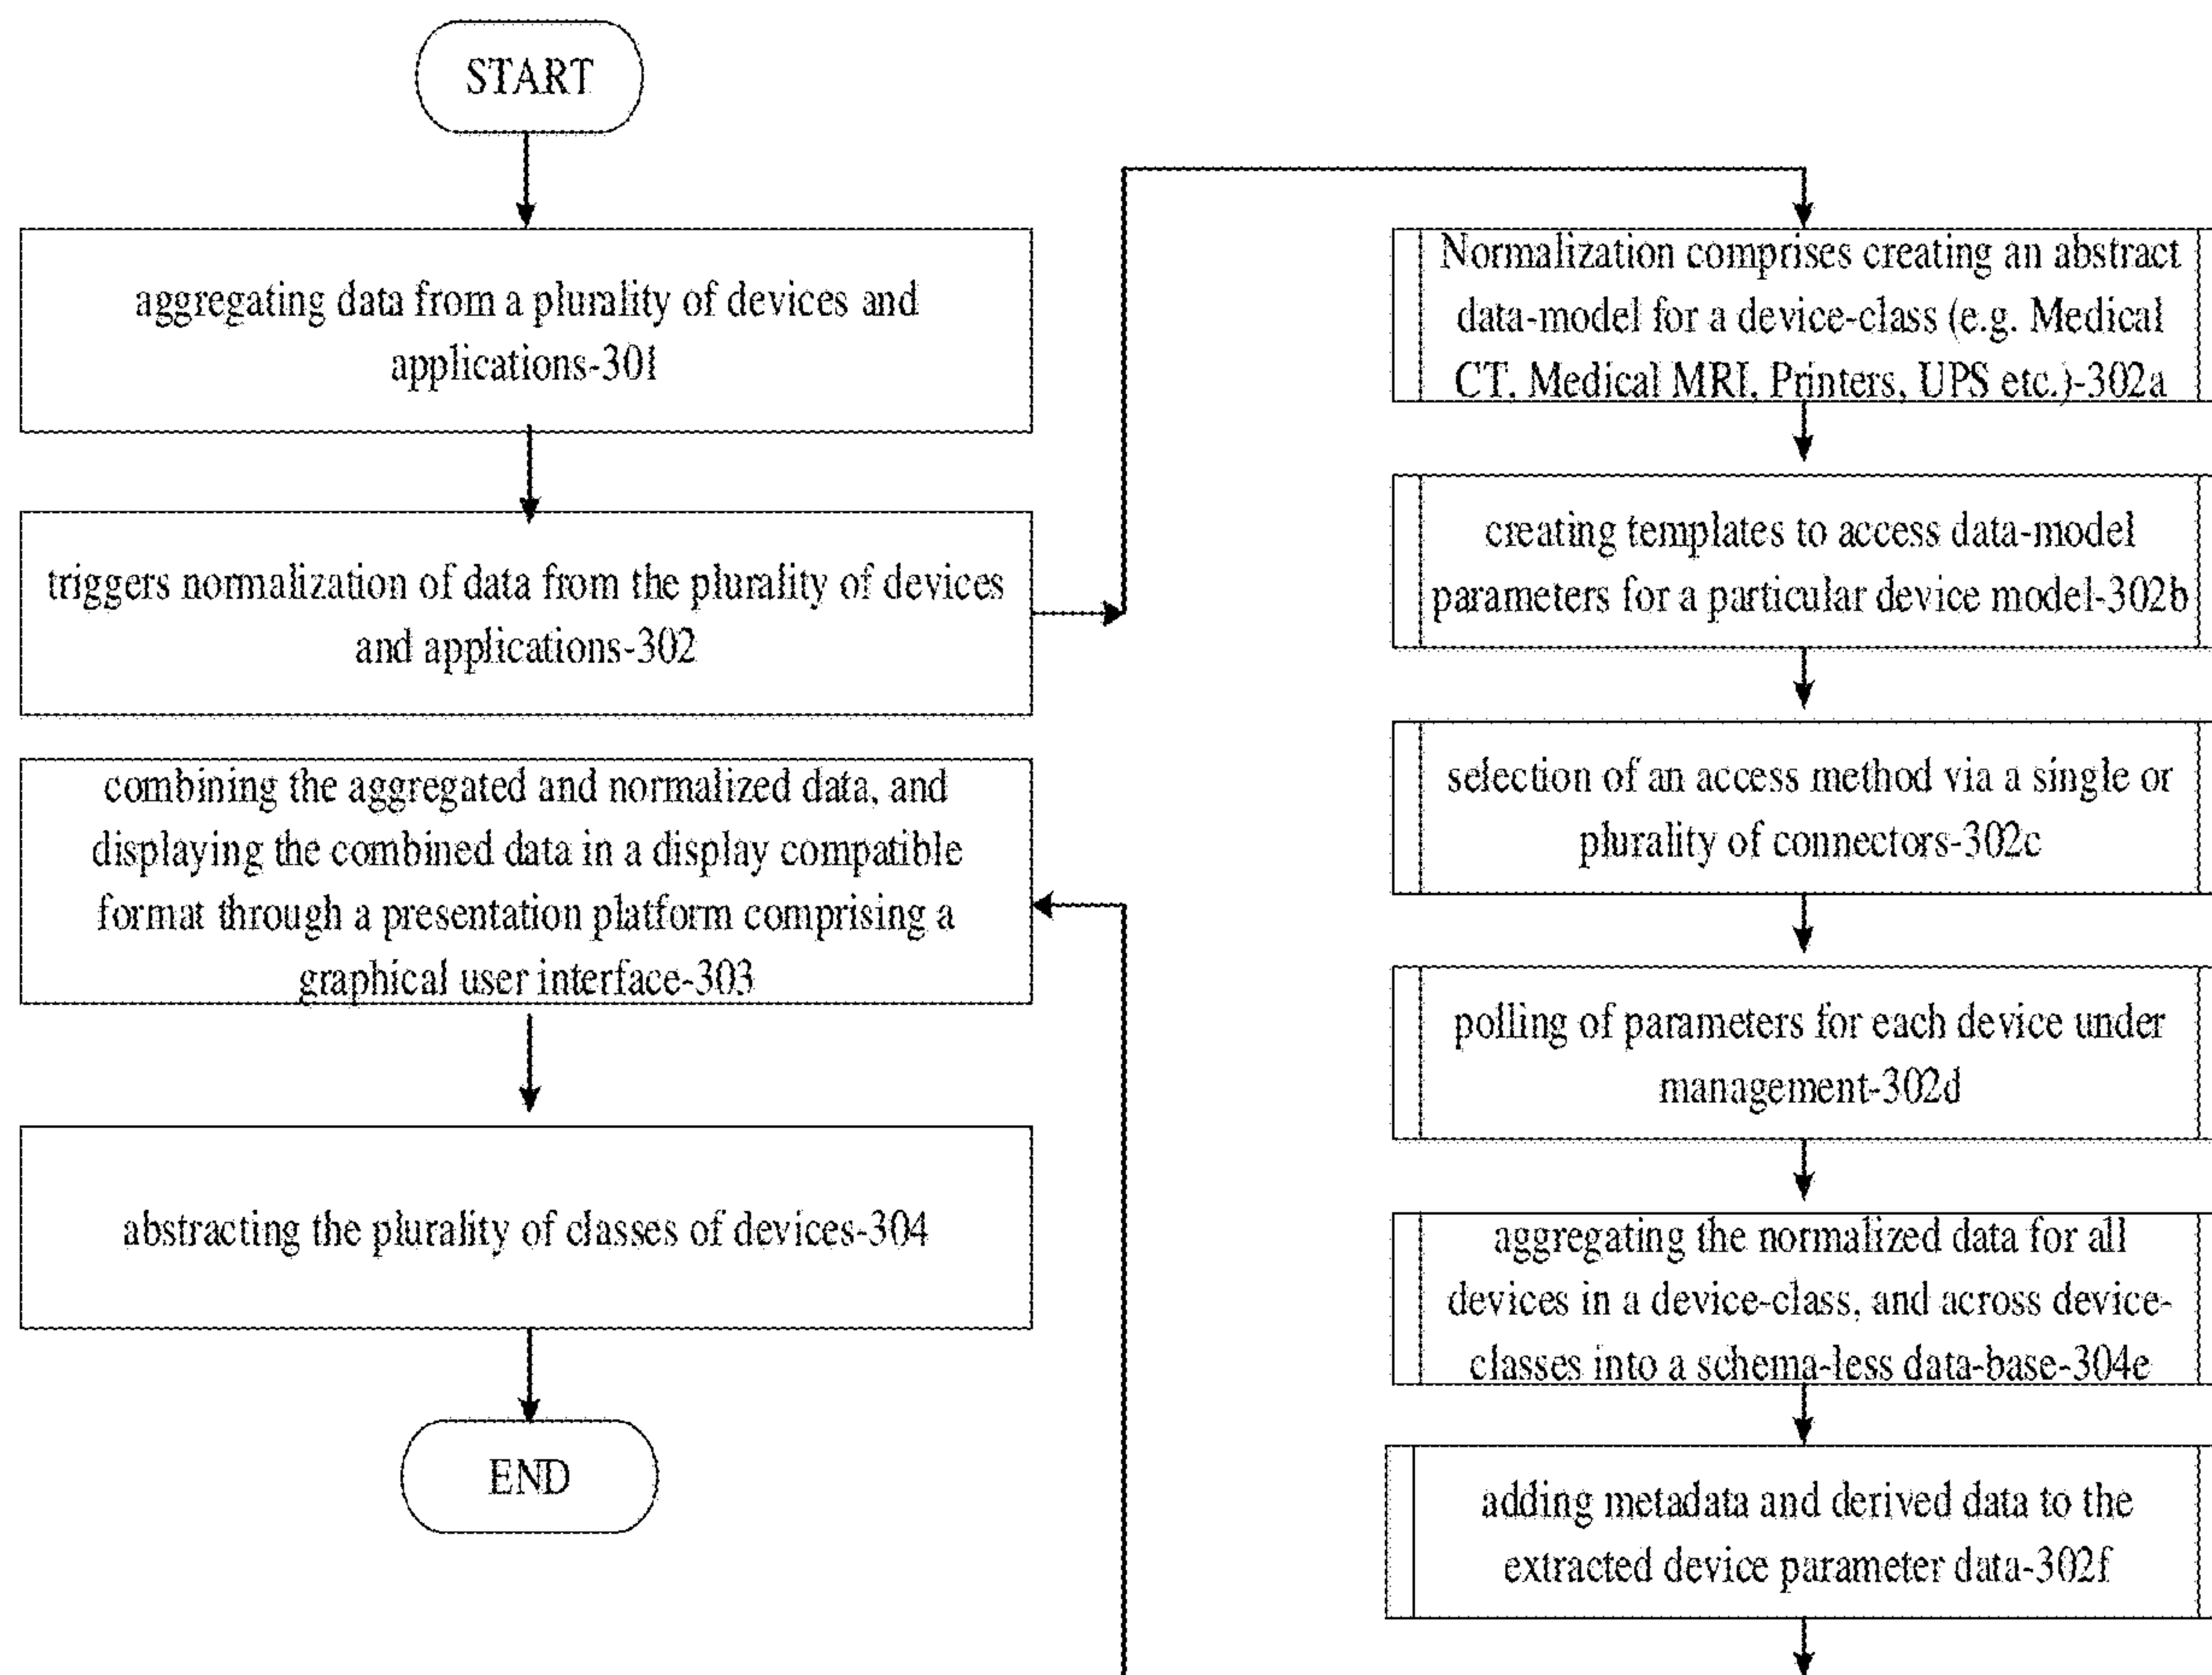 START
aggregating data from a plurality of devices and
applications-301
triggers normalization of data from the plurality of devices
and applications-302
combining the aggregated and normalized data, and
displaying the combined data in a display compatible
format through a presentation platform comprising a
graphical user interface-303
abstracting the plurality of classes of devices-304
END
Normalization comprises creating an abstract
data-model for a device-class (e.g. Medical
CT, Medical MRI, Printers, UPS etc.)-302a
creating templates to access data-model
parameters for a particular device model-302b
selection of an access method via a single or
plurality of connectors-302c
polling of parameters for each device under
management-302d
aggregating the normalized data for all
devices in a device-class, and across device-
classes into a schema-less data-base-304e
adding metadata and derived data to the
extracted device parameter data-302f